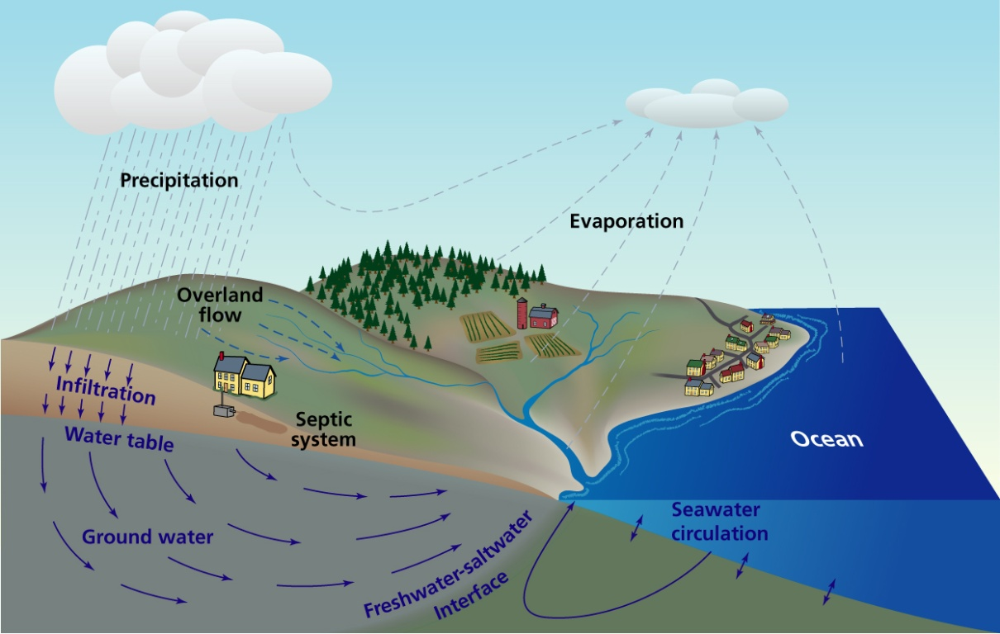 Precipitation
Evaporation
Overland
flow
Infiltration
Septic
system
Water table
Ocean
Ground water
Seawater
circulation
Freshwater-saltwater
Interface